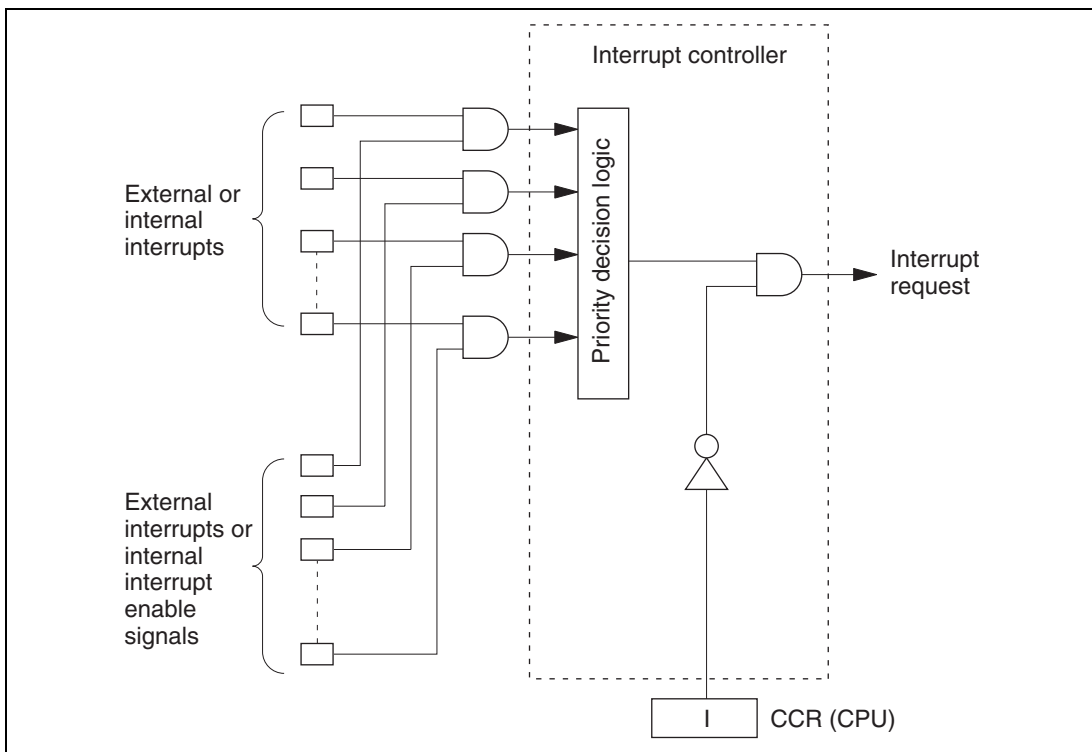 Interrupt controller
External or
internal
interrupts
Priority decision logic
Interrupt
request
External
interrupts or
internal
interrupt
enable
signals
I
CCR (CPU)